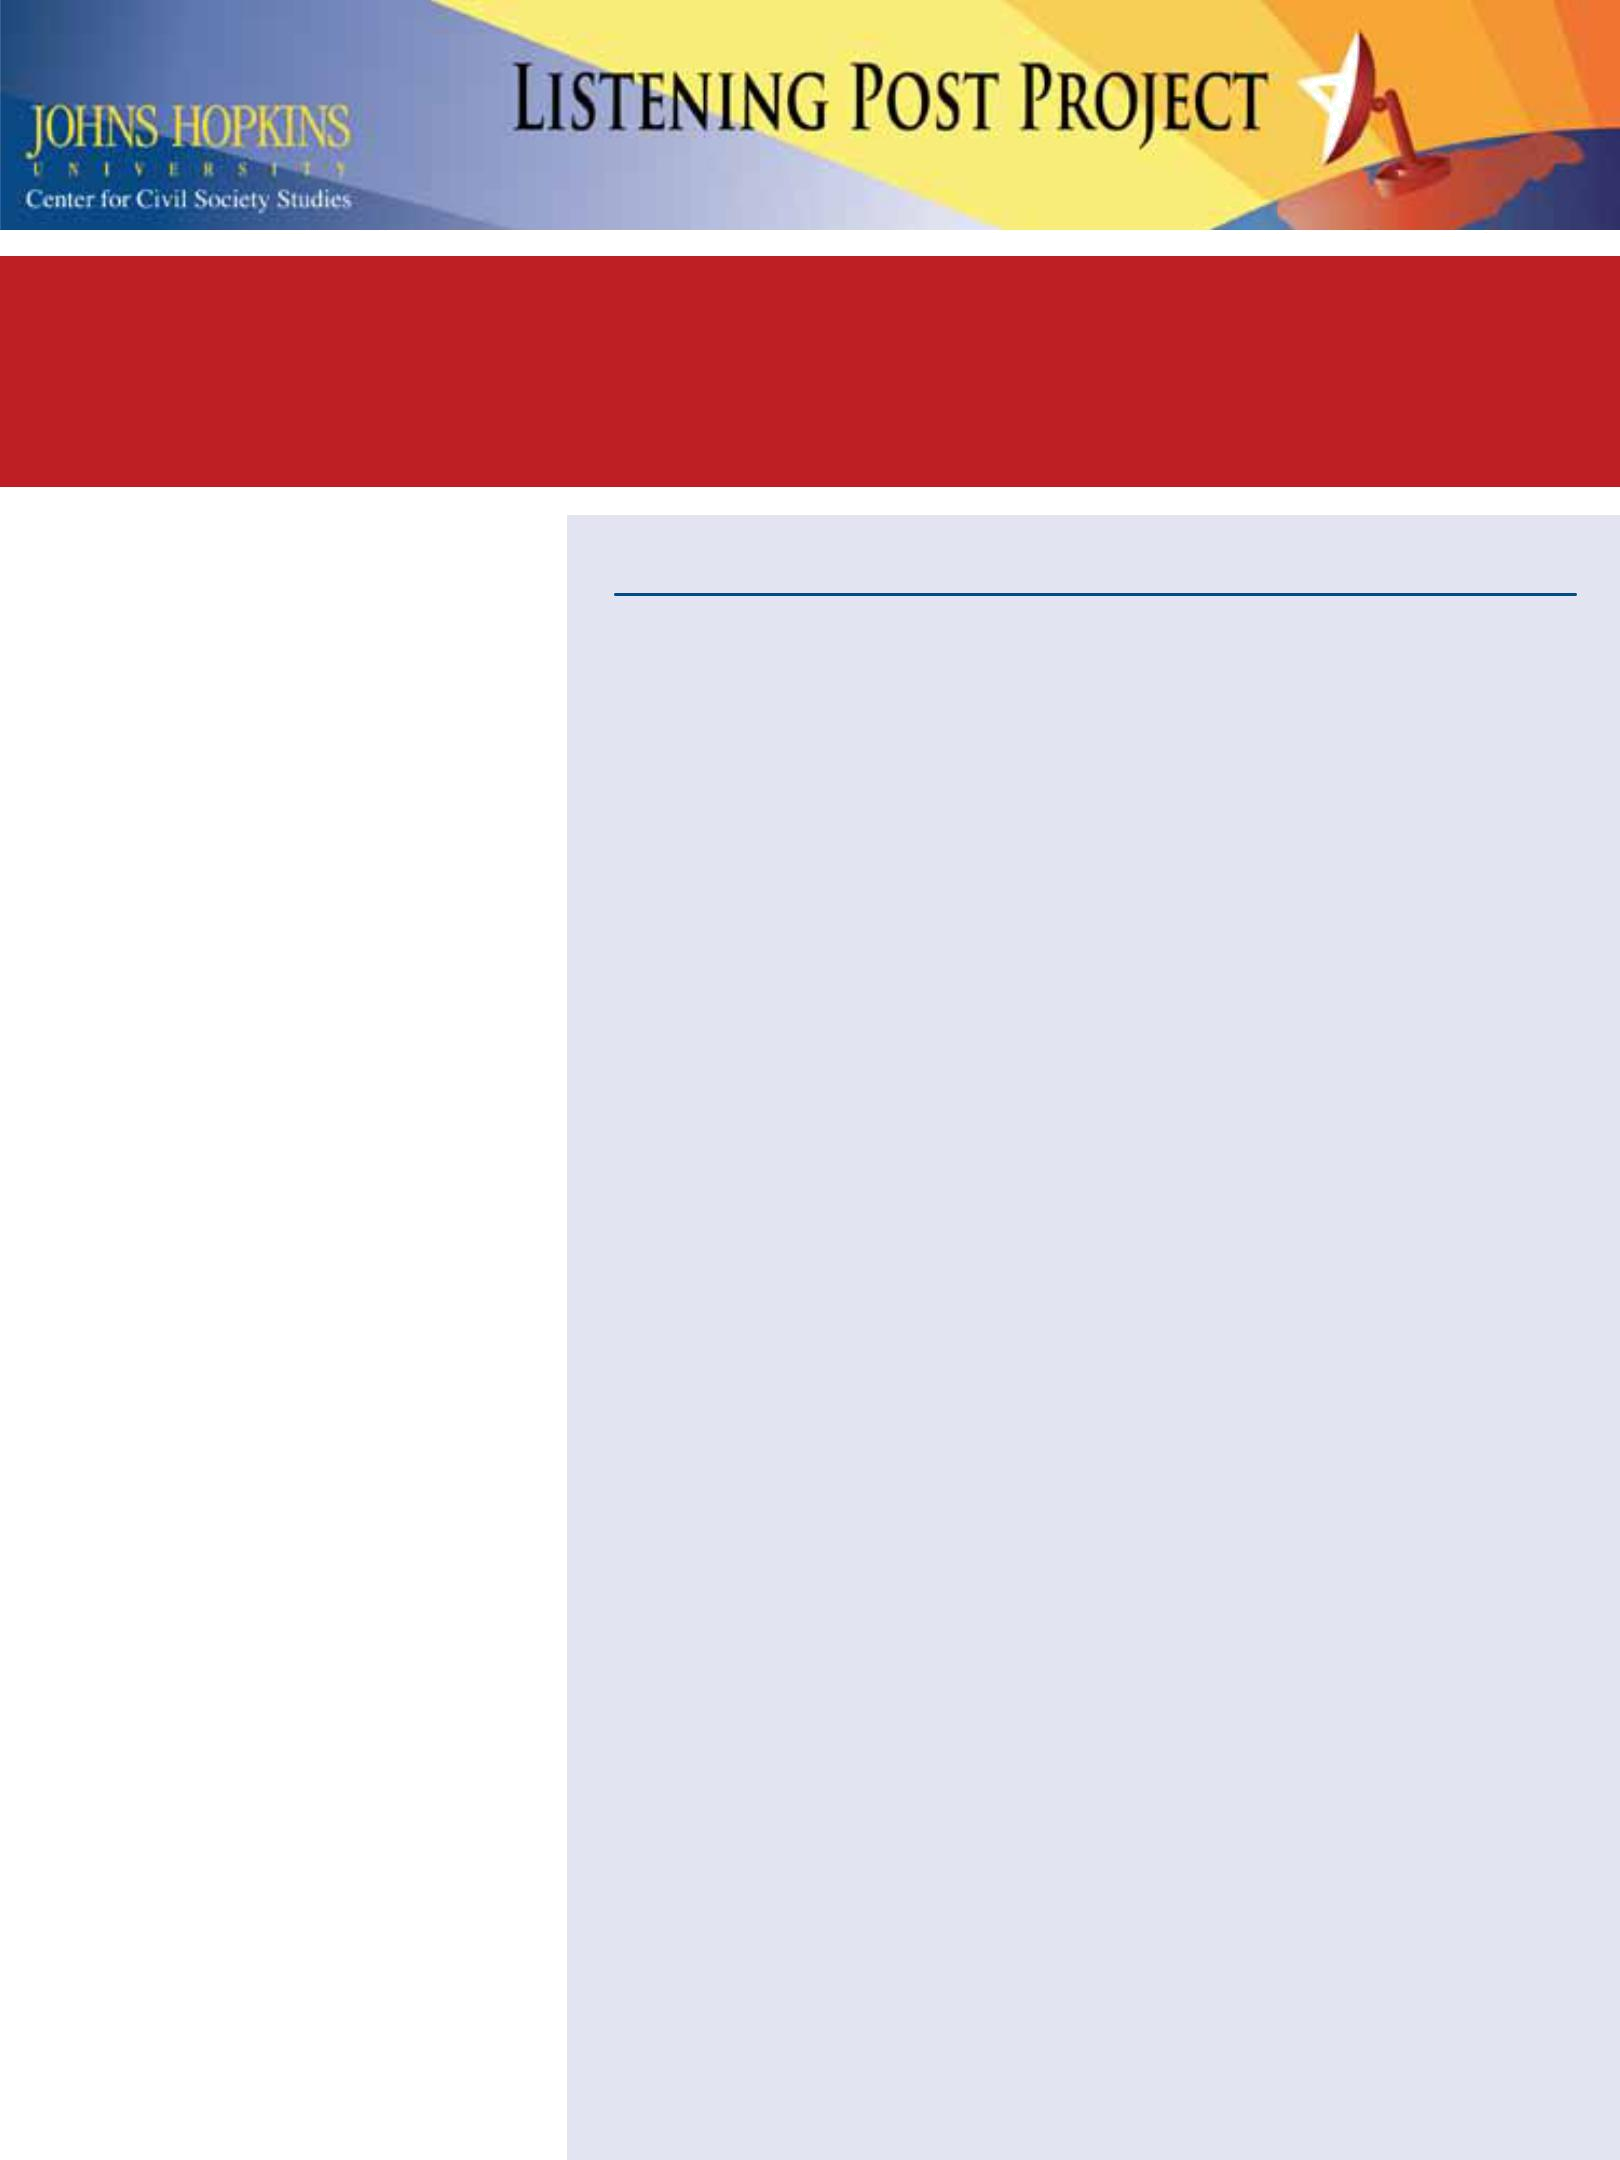 LISTENING POST PROJECT
JOHNS HOPKINS
UNIVERSITY
Center for Civil Society Studies